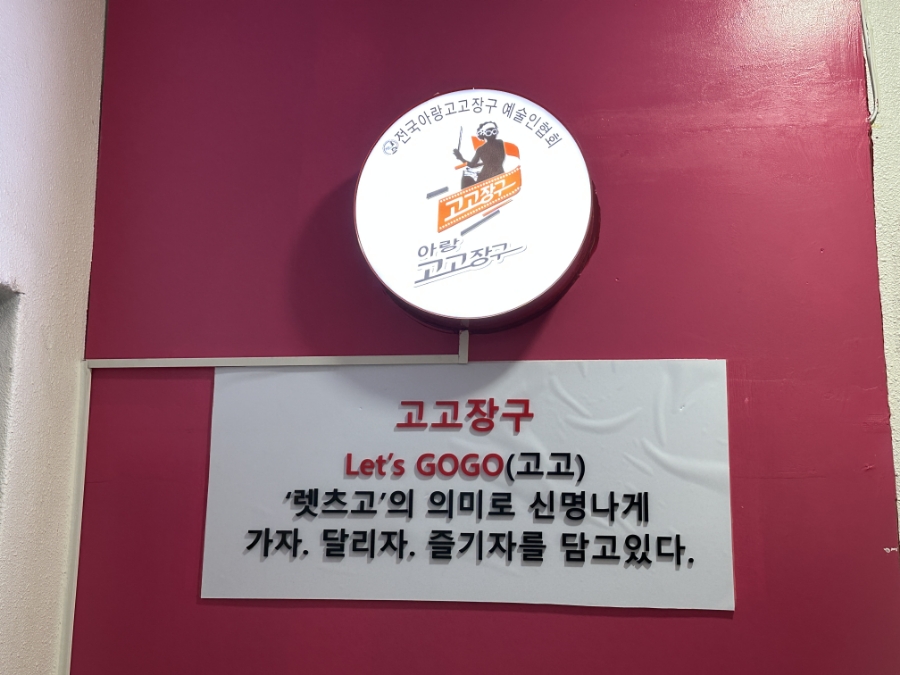 전국아랑고고장구 예술인협회
고고장구
아랑
고고장구
고고장구
Let's GOGO(고고)
‘렛츠고’의 의미로 신명나게
가자. 달리자. 즐기자를 담고있다.